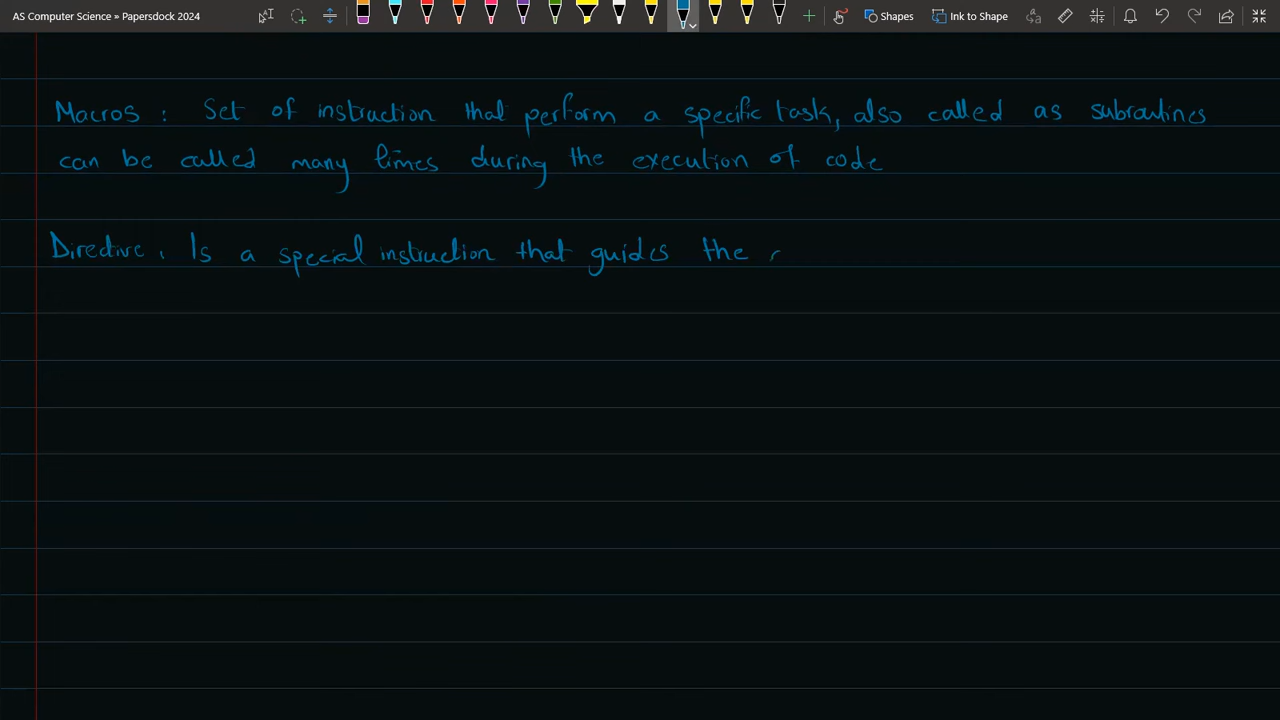 AS Computer Science » Papersdock 2024
Shapes
Ink to Shape
Macros : Set of instruction that perform a specific task, also called as subroutines
can be called many times during the execution of code
Directive : Is a special instruction that guides the